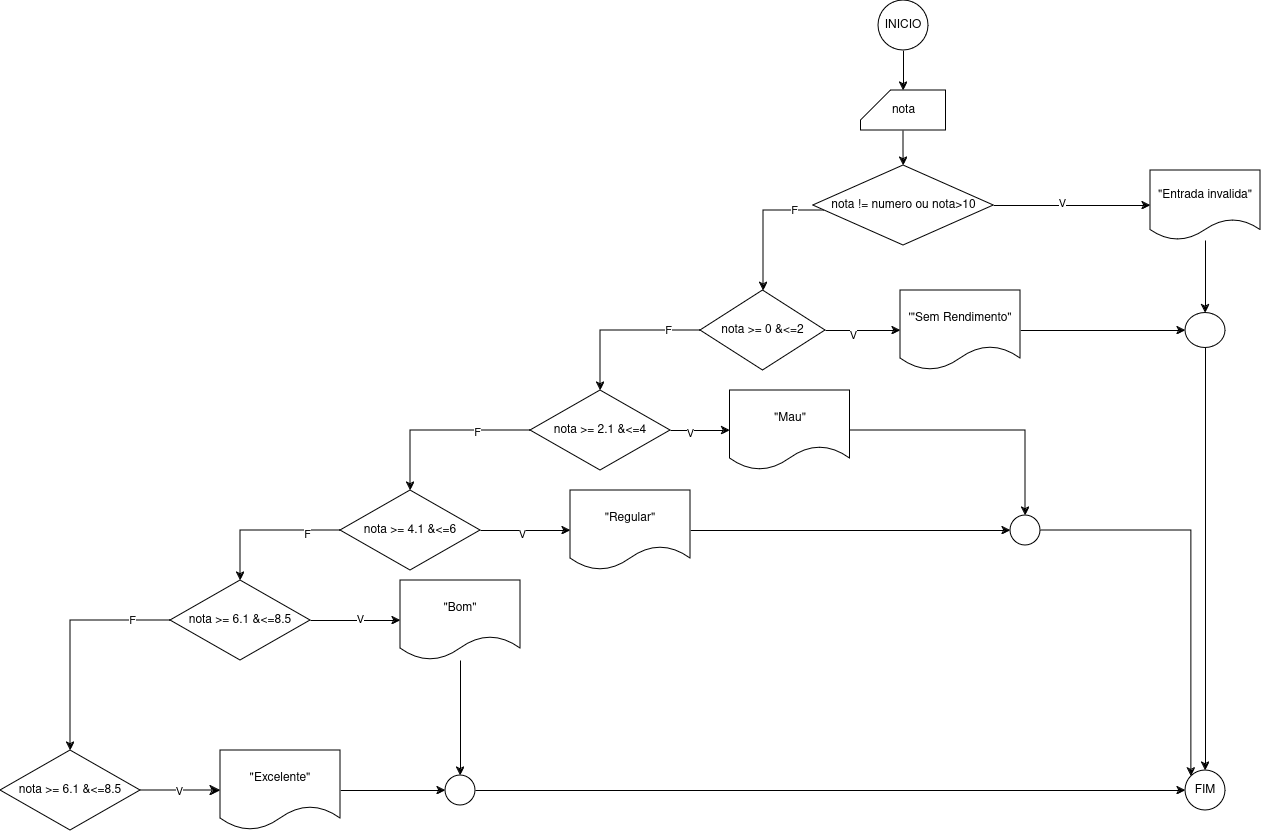 INICIO
nota
nota != numero ou nota>10
V
"Entrada invalida"
F
nota >= 0 &<=2
V
'"Sem Rendimento"
F
nota >= 2.1 &<=4
V
"Mau"
F
nota >= 4.1 &<=6
V
"Regular"
F
nota >= 6.1 &<=8.5
V
"Bom"
F
nota >= 6.1 &<=8.5
V
"Excelente"
FIM